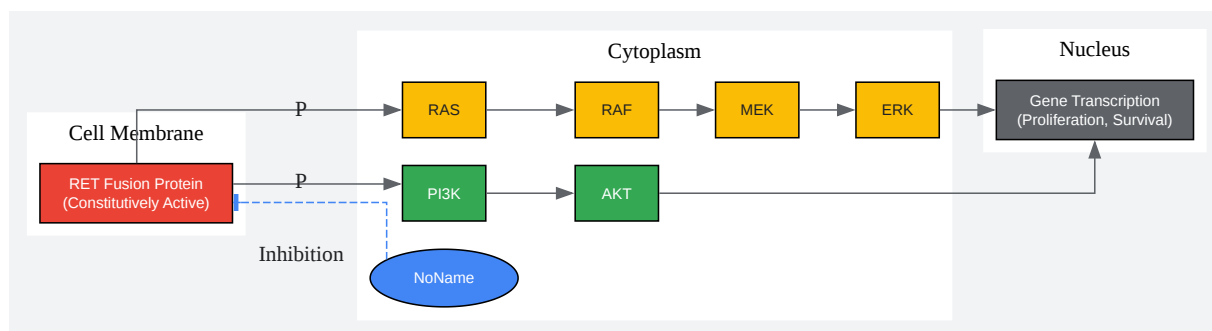 Cytoplasm
Nucleus
Cell Membrane
P
RAS
RAF
MEK
ERK
Gene Transcription
(Proliferation, Survival)
RET Fusion Protein
(Constitutively Active)
P
PI3K
AKT
Inhibition
NoName